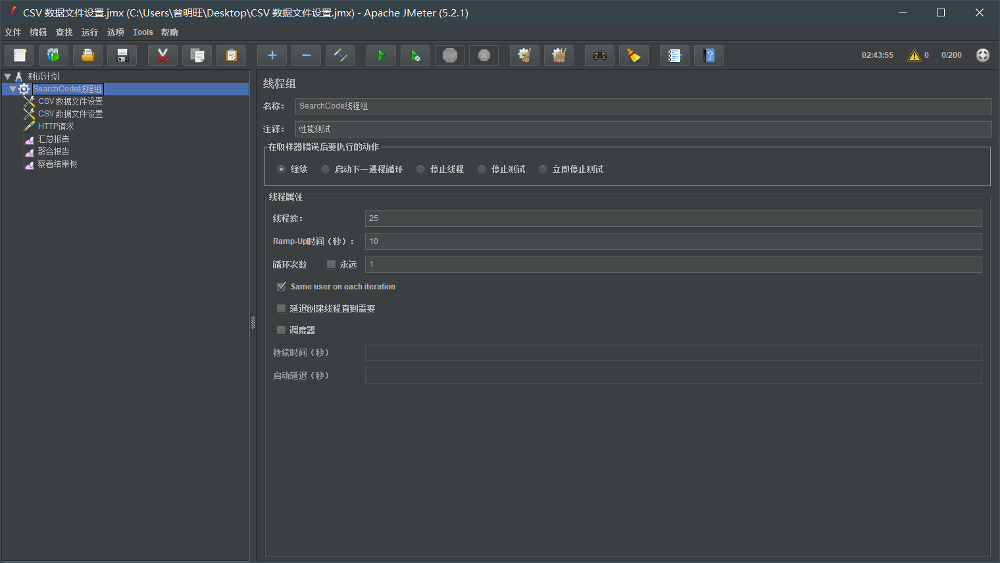 CSV 数据文件设置.jmx (C:\Users\曾明旺\Desktop\CSV 数据文件设置.jmx) - Apache JMeter (5.2.1)
文件 编辑 查找 运行 选项 Tools 帮助
02:43:55 0 0/200
测试计划
SearchCode线程组
CSV 数据文件设置
CSV 数据文件设置
HTTP请求
汇总报告
聚合报告
察看结果树
线程组
名称： SearchCode线程组
注释： 性能测试
在取样器错误后要执行的动作
继续 启动下一进程循环 停止线程 停止测试 立即停止测试
线程属性
线程数： 25
Ramp-Up时间（秒）： 10
循环次数 永远 1
Same user on each iteration
延迟创建线程直到需要
调度器
持续时间（秒）
启动延迟（秒）